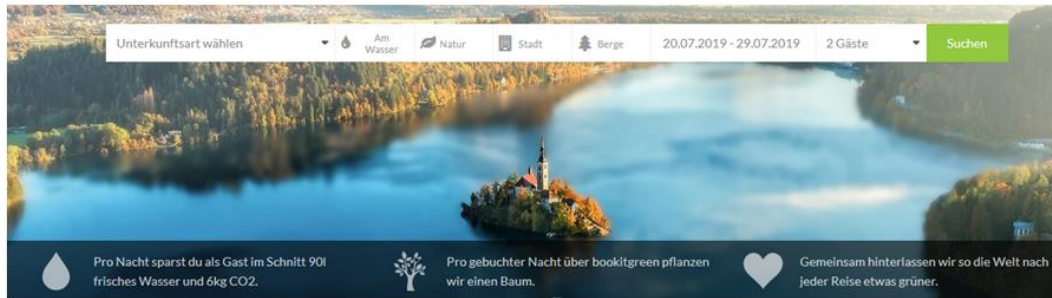 Unterkunftsart wählen
Am
Wasser
Natur
Stadt
Berge
20.07.2019 - 29.07.2019
2 Gäste
Suchen
Pro Nacht sparst du als Gast im Schnitt 90l
frisches Wasser und 6kg CO2.
Pro gebuchter Nacht über bookitgreen pflanzen
wir einen Baum.
Gemeinsam hinterlassen wir so die Welt nach
jeder Reise etwas grüner.